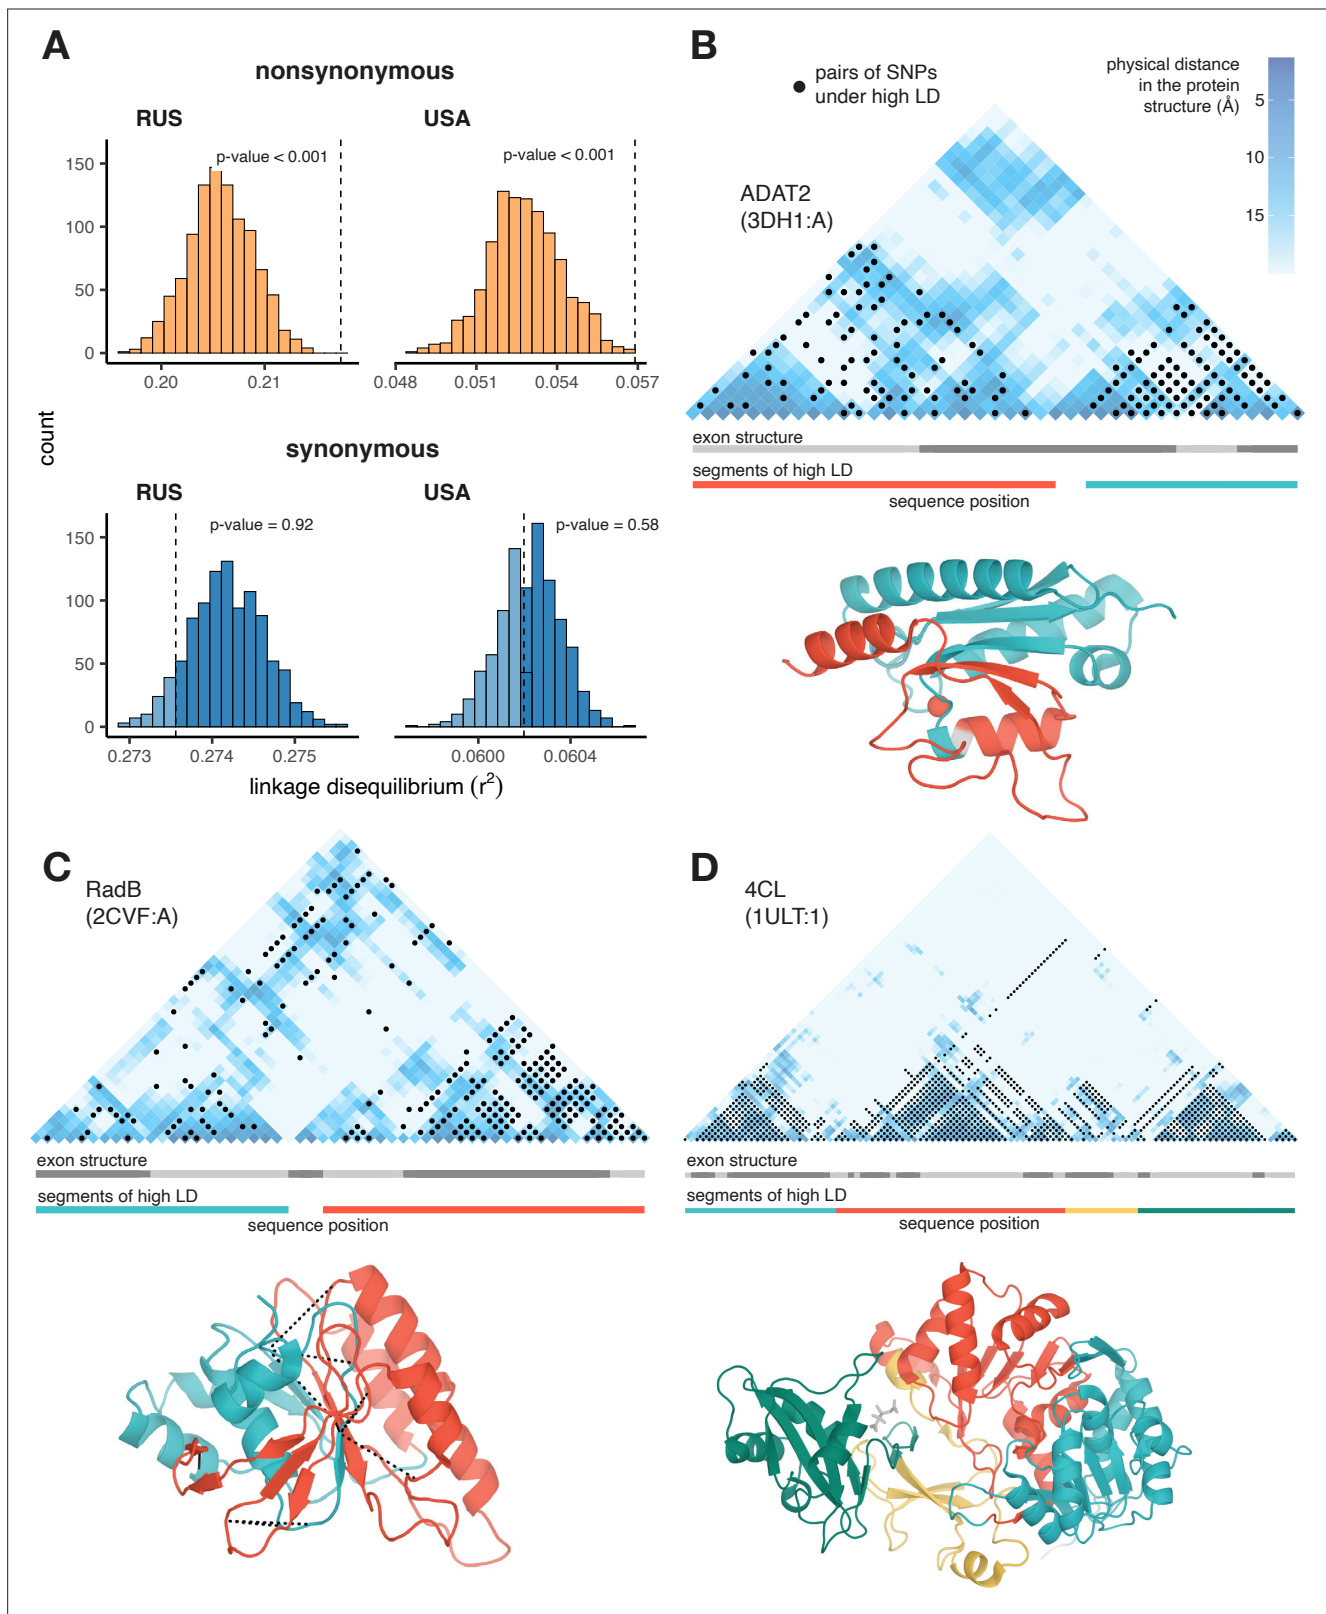 A
nonsynonymous
RUS
USA
p-value < 0.001
p-value < 0.001
150
100
50
0
0.20
0.21
0.048
0.051
0.054
0.057
count
synonymous
RUS
USA
p-value = 0.92
p-value = 0.58
150
100
50
0
0.273
0.274
0.275
0.0600
0.0604
linkage disequilibrium (r²)
B
pairs of SNPs
under high LD
physical distance
in the protein
structure (Å)
5
10
15
ADAT2
(3DH1:A)
exon structure
segments of high LD
sequence position
C
RadB
(2CVF:A)
exon structure
segments of high LD
sequence position
D
4CL
(1ULT:1)
exon structure
segments of high LD
sequence position